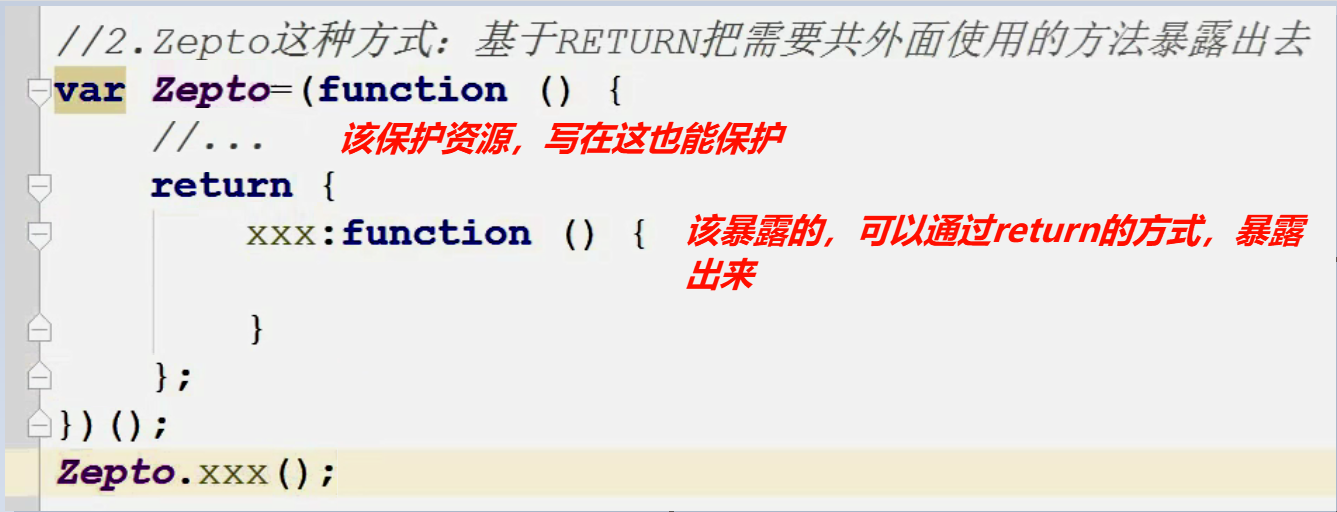 //2.Zepto这种方式：基于RETURN把需要共外面使用的方法暴露出去
var Zepto=(function () {
//... 该保护资源，写在这也能保护
return {
xxx:function () { 该暴露的，可以通过return的方式，暴露
出来
}
};
})();
Zepto.xxx();